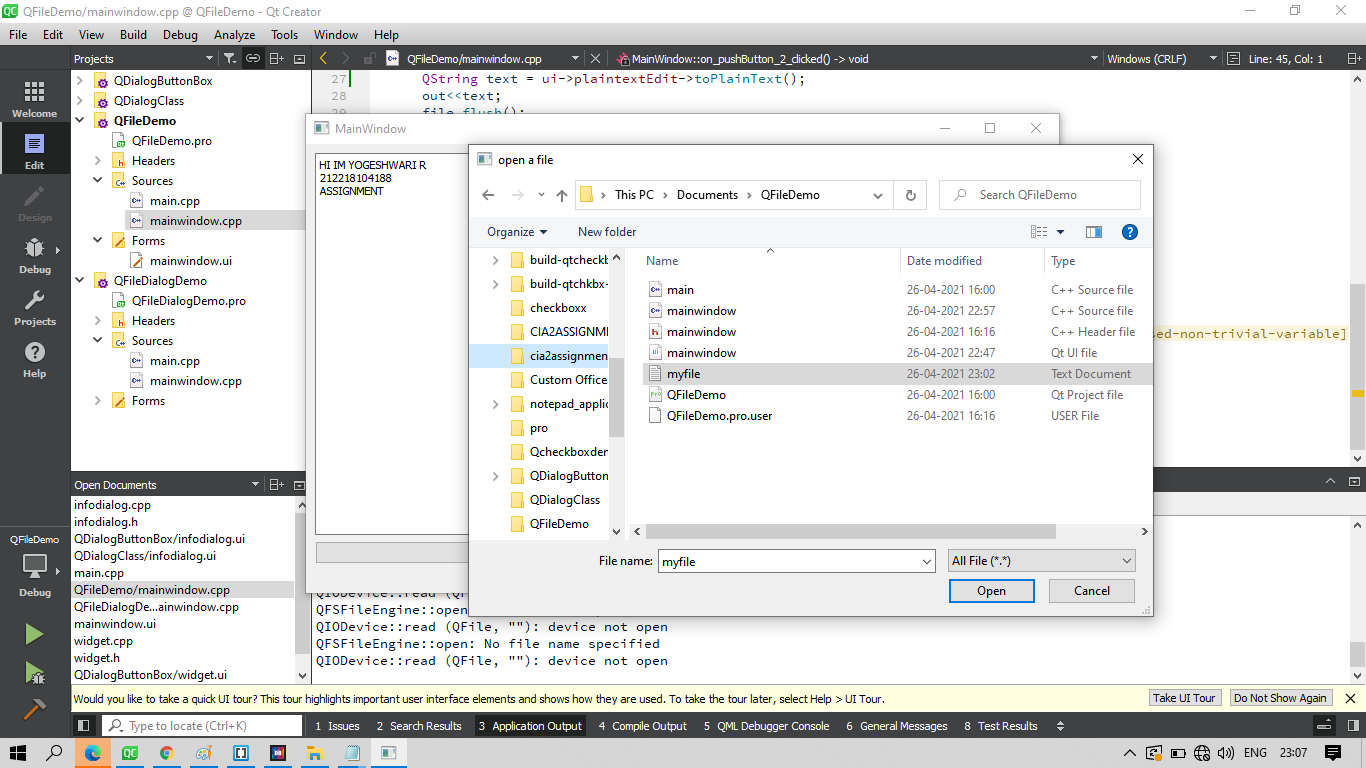 QFileDemo/mainwindow.cpp @ QFileDemo - Qt Creator
File Edit View Build Debug Analyze Tools Window Help
Projects
QFileDemo/mainwindow.cpp
MainWindow::on_pushButton_2_clicked() -> void
Windows (CRLF)
Line: 45, Col: 1
Welcome
Edit
Design
Debug
Projects
Help
QFileDemo
Debug
QDialogButtonBox
QDialogClass
QFileDemo
QFileDemo.pro
Headers
Sources
main.cpp
mainwindow.cpp
Forms
mainwindow.ui
QFileDialogDemo
QFileDialogDemo.pro
Headers
Sources
main.cpp
mainwindow.cpp
Forms
Open Documents
infodialog.cpp
infodialog.h
QDialogButtonBox/infodialog.ui
QDialogClass/infodialog.ui
main.cpp
QFileDemo/mainwindow.cpp
QFileDialogDe...ainwindow.cpp
mainwindow.ui
widget.cpp
widget.h
QDialogButtonBox/widget.ui
27 QString text = ui->plaintextEdit->toPlainText();
28 out<<text;
29 file.flush();
sed-non-trivial-variable]
MainWindow
HI IM YOGESHWARI R
212218104188
ASSIGNMENT
open a file
This PC > Documents > QFileDemo
Search QFileDemo
Organize
New folder
build-qtcheckb
build-qtchkbx-
checkboxx
CIA2ASSIGNM
cia2assignmen
Custom Office
notepad_applic
pro
Qcheckboxder
QDialogButton
QDialogClass
QFileDemo
Name Date modified Type
main 26-04-2021 16:00 C++ Source file
mainwindow 26-04-2021 22:57 C++ Source file
mainwindow 26-04-2021 16:16 C++ Header file
mainwindow 26-04-2021 22:47 Qt UI file
myfile 26-04-2021 23:02 Text Document
QFileDemo 26-04-2021 16:00 Qt Project file
QFileDemo.pro.user 26-04-2021 16:16 USER File
File name: myfile
All File (*.*)
Open
Cancel
QIODevice::read (Q
QFSFileEngine::open
QIODevice::read (QFile, ""): device not open
QFSFileEngine::open: No file name specified
QIODevice::read (QFile, ""): device not open
Would you like to take a quick UI tour? This tour highlights important user interface elements and shows how they are used. To take the tour later, select Help > UI Tour.
Take UI Tour
Do Not Show Again
Type to locate (Ctrl+K)
1 Issues
2 Search Results
3 Application Output
4 Compile Output
5 QML Debugger Console
6 General Messages
8 Test Results
ENG
23:07